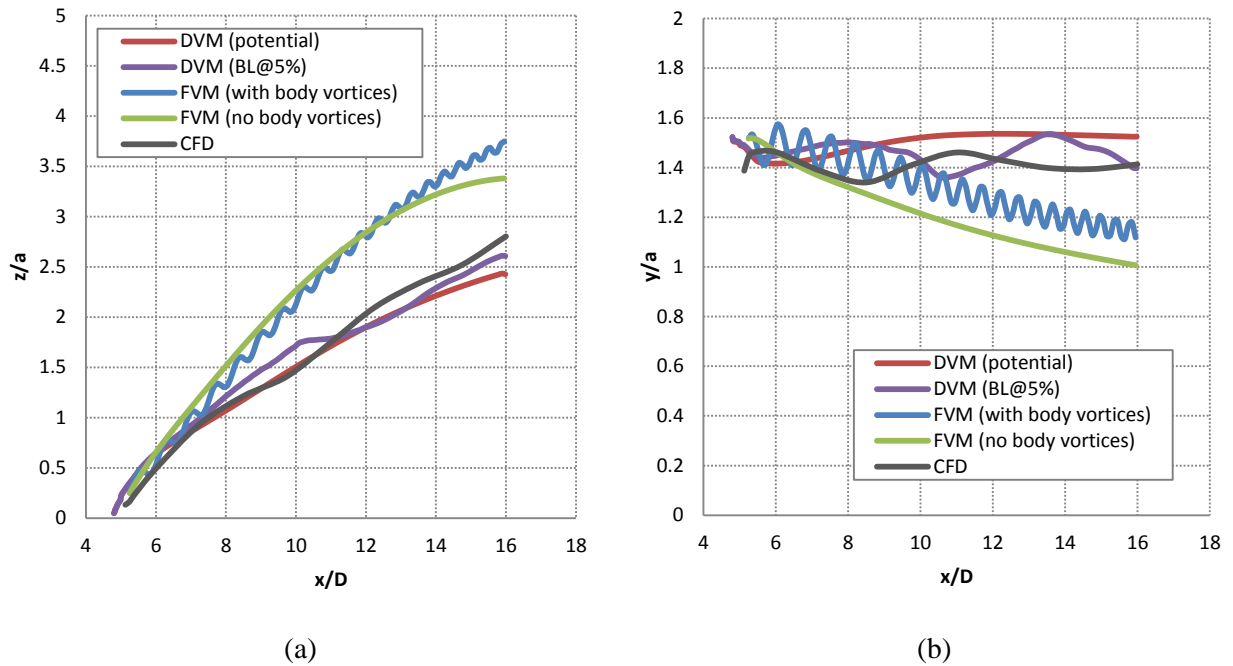 5
4.5
4
3.5
3
2.5
2
1.5
1
0.5
0
z/a
4 6 8 10 12 14 16 18
x/D
DVM (potential)
DVM (BL@5%)
FVM (with body vortices)
FVM (no body vortices)
CFD
(a)
2
1.8
1.6
1.4
1.2
1
0.8
0.6
0.4
0.2
0
y/a
4 6 8 10 12 14 16 18
x/D
DVM (potential)
DVM (BL@5%)
FVM (with body vortices)
FVM (no body vortices)
CFD
(b)